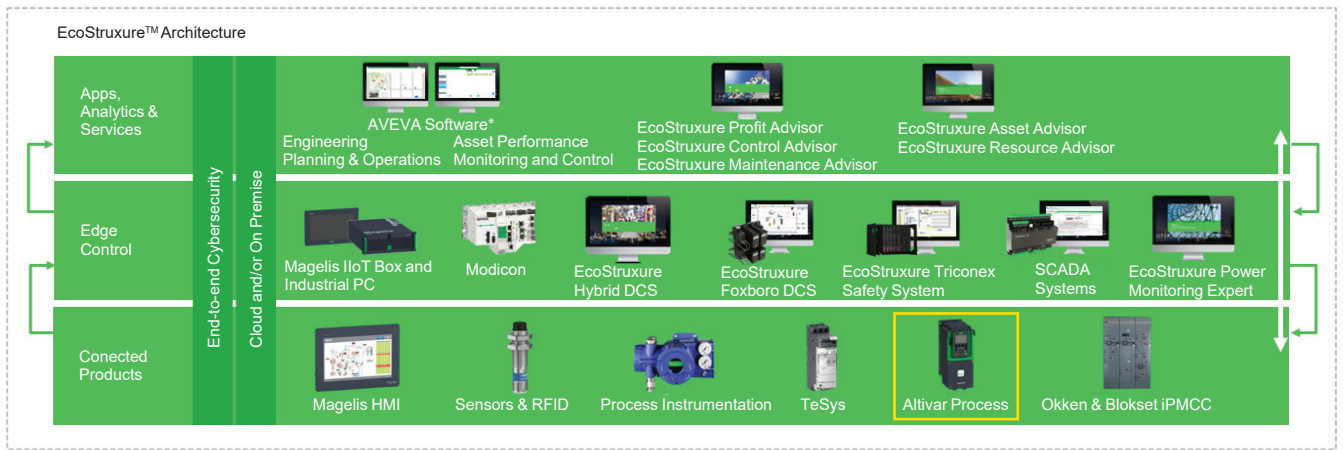 EcoStruxure™ Architecture
Apps,
Analytics &
Services
End-to-end Cybersecurity
Cloud and/or On Premise
AVEVA Software*
Engineering
Planning & Operations
Asset Performance
Monitoring and Control
EcoStruxure Profit Advisor
EcoStruxure Control Advisor
EcoStruxure Maintenance Advisor
EcoStruxure Asset Advisor
EcoStruxure Resource Advisor
Edge
Control
Magelis IIoT Box and
Industrial PC
Modicon
EcoStruxure
Hybrid DCS
EcoStruxure
Foxboro DCS
EcoStruxure Triconex
Safety System
SCADA
Systems
EcoStruxure Power
Monitoring Expert
Conected
Products
Magelis HMI
Sensors & RFID
Process Instrumentation
TeSys
Altivar Process
Okken & Blokset iPMCC